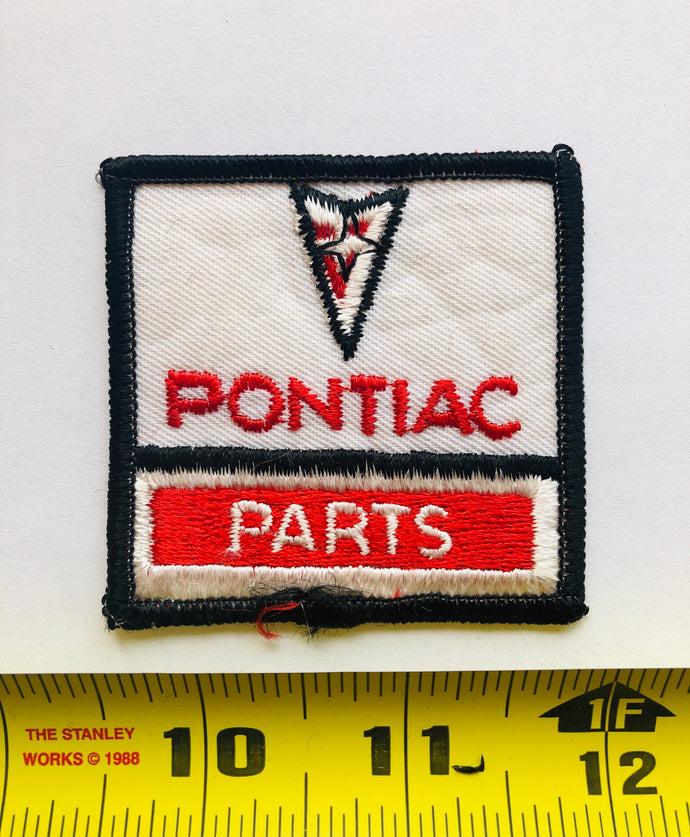 PONTIAC
PARTS
THE STANLEY
WORKS © 1988
10
11
1F
12